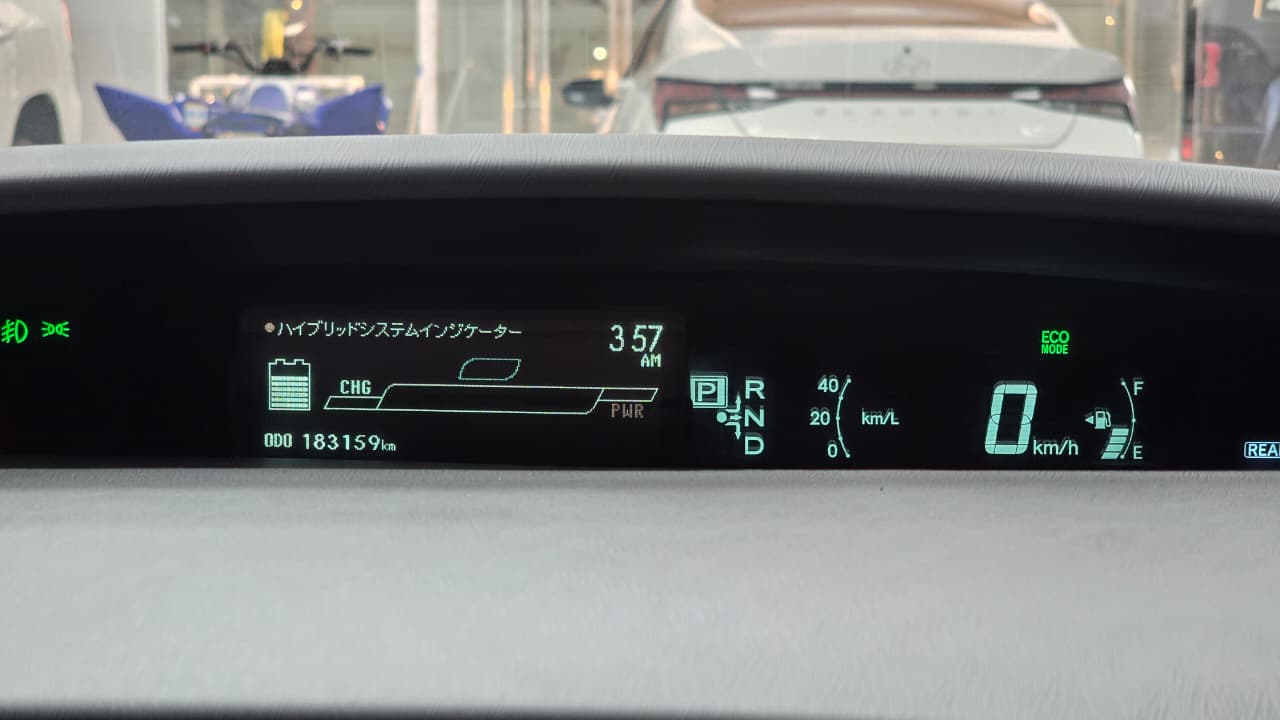 ELANTRA
ハイブリッドシステムインジケーター
3 57
AM
CHG
PWR
ODO 183159km
P
R
N
D
40
20
0
km/L
ECO
MODE
0 km/h
F
E
REA